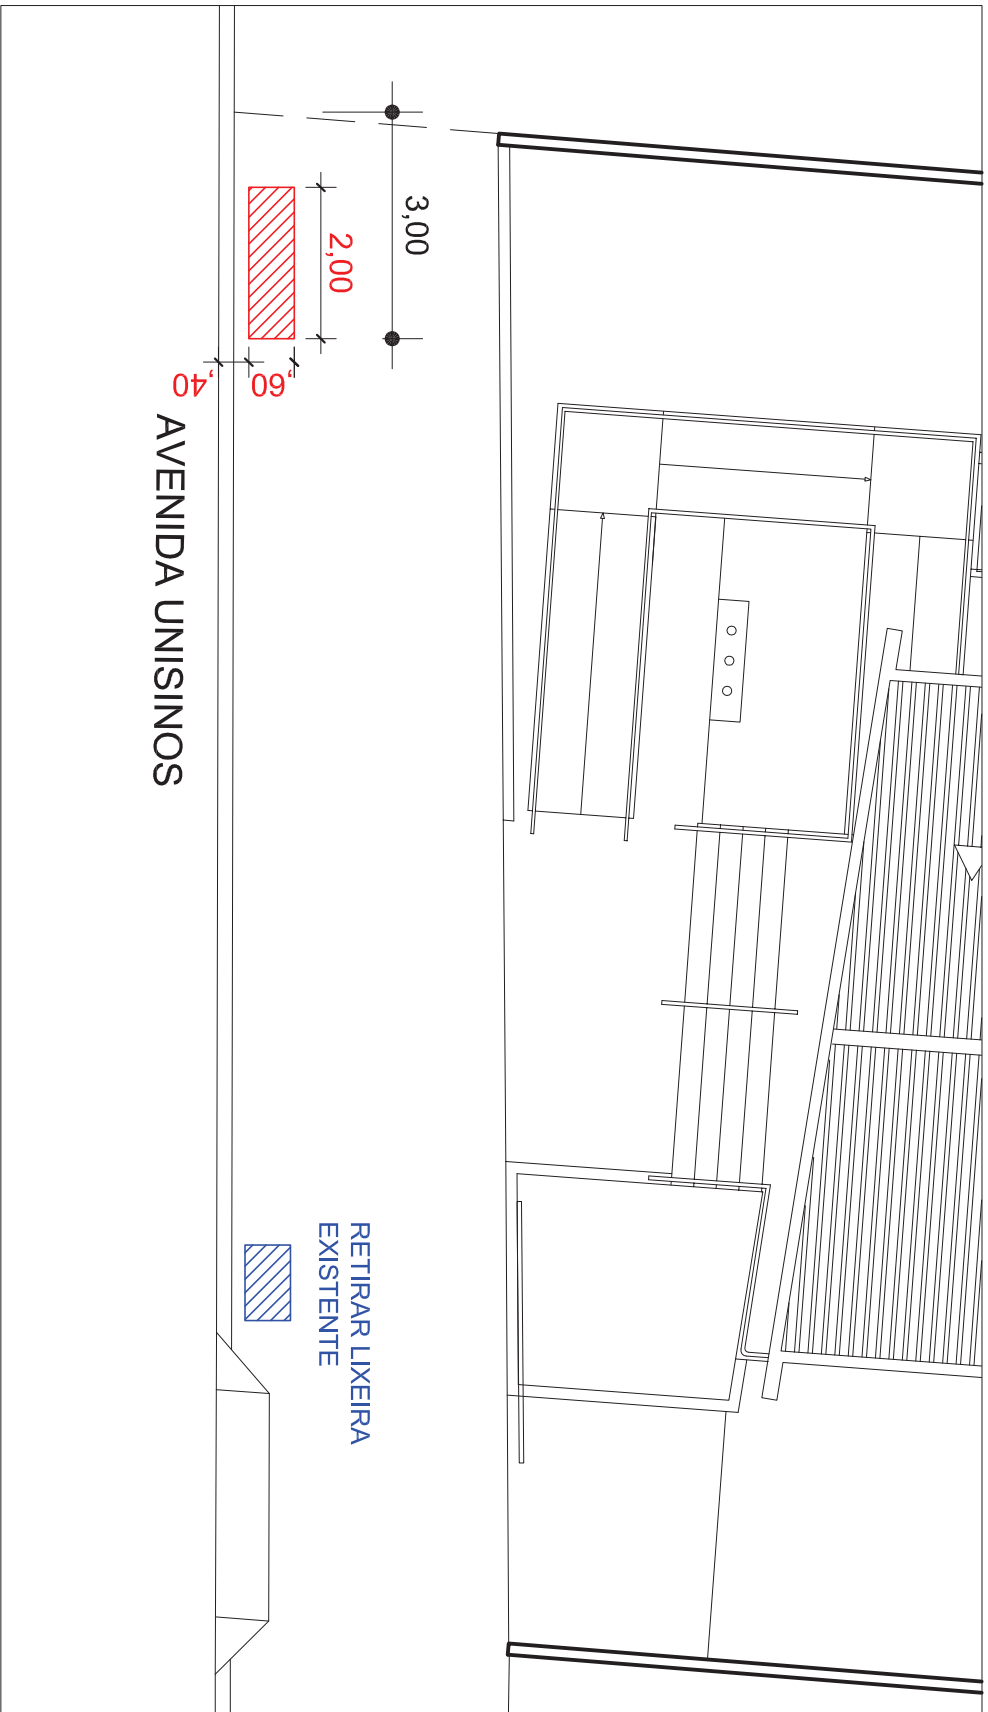 3,00
2,00
,60
,40
AVENIDA UNISINOS
RETIRAR LIXEIRA
EXISTENTE